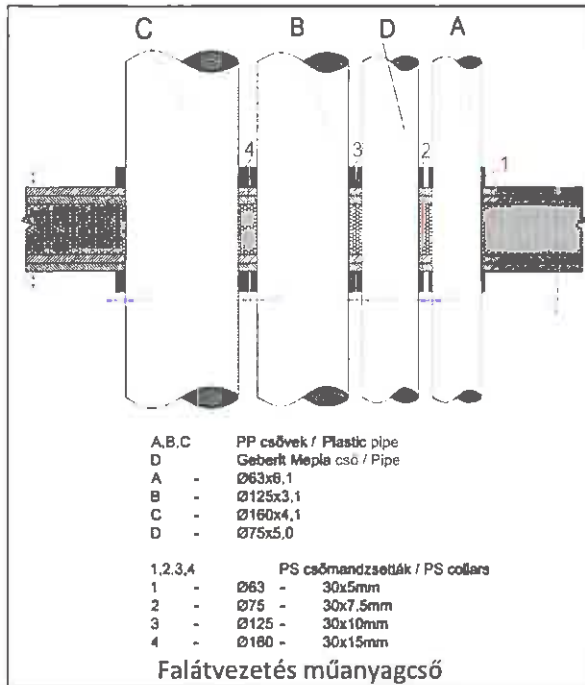 C B D A
4 3 2 1
A,B,C PP csővek / Plastic pipe
D Geberit Mepla cső / Pipe
A - Ø63x6,1
B - Ø125x3,1
C - Ø160x4,1
D - Ø75x5,0
1,2,3,4 PS csőmandzsetták / PS collars
1 - Ø63 - 30x5mm
2 - Ø75 - 30x7,5mm
3 - Ø125 - 30x10mm
4 - Ø160 - 30x15mm
Falátvezetés műanyagcső